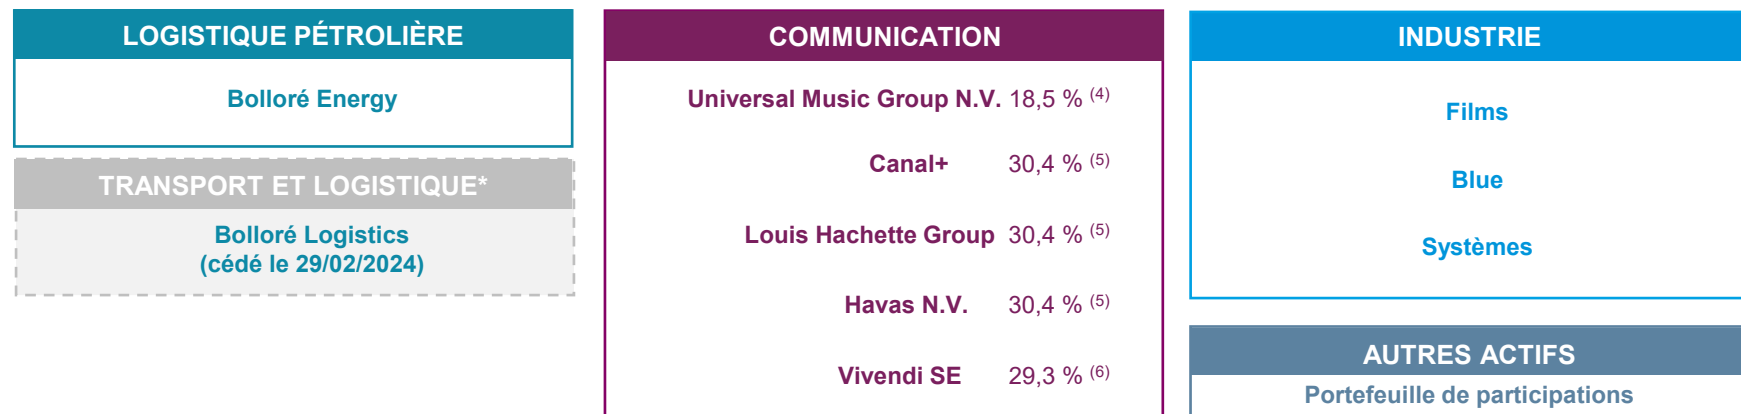 LOGISTIQUE PÉTROLIÈRE
Bolloré Energy
TRANSPORT ET LOGISTIQUE*
Bolloré Logistics
(cédé le 29/02/2024)
COMMUNICATION
Universal Music Group N.V. 18,5 % (4)
Canal+ 30,4 % (5)
Louis Hachette Group 30,4 % (5)
Havas N.V. 30,4 % (5)
Vivendi SE 29,3 % (6)
INDUSTRIE
Films
Blue
Systèmes
AUTRES ACTIFS
Portefeuille de participations